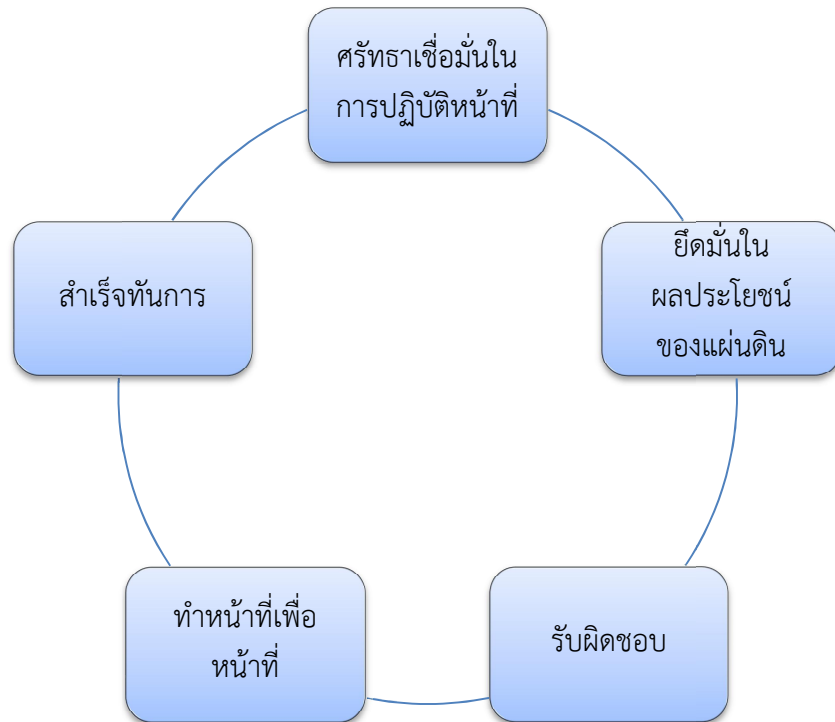 ศรัทธาเชื่อมั่นใน
การปฏิบัติหน้าที่
ยึดมั่นใน
ผลประโยชน์
ของแผ่นดิน
รับผิดชอบ
ทำหน้าที่เพื่อ
หน้าที่
สำเร็จทันการ